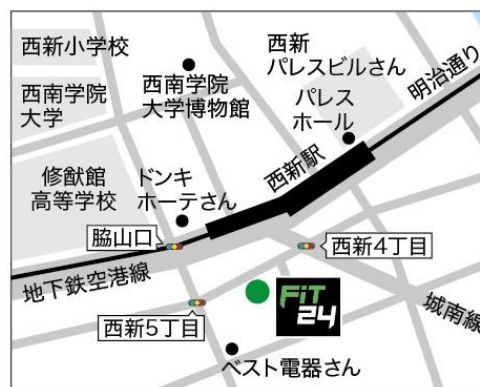 西新小学校
西南学院
大学
西南学院
大学博物館
西新
パレスビルさん
パレス
ホール
明治通り
修猷館
高等学校
ドンキ
ホーテさん
西新駅
脇山口
西新4丁目
地下鉄空港線
西新5丁目
FiT
24
城南線
ベスト電器さん